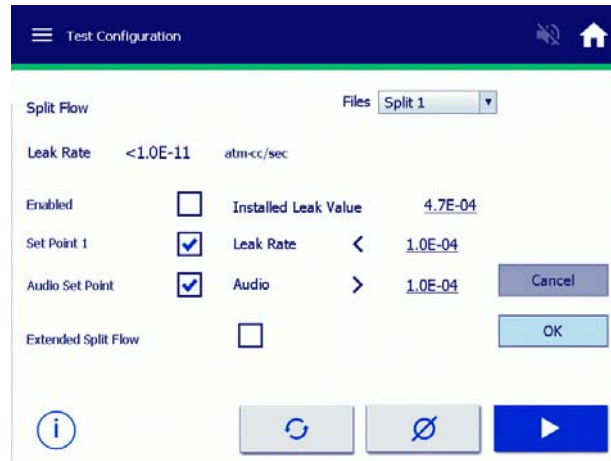 Test Configuration
Split Flow Files Split 1
Leak Rate <1.0E-11 atm-cc/sec
Enabled Installed Leak Value 4.7E-04
Set Point 1 Leak Rate < 1.0E-04
Audio Set Point Audio > 1.0E-04
Cancel
Extended Split Flow OK
i